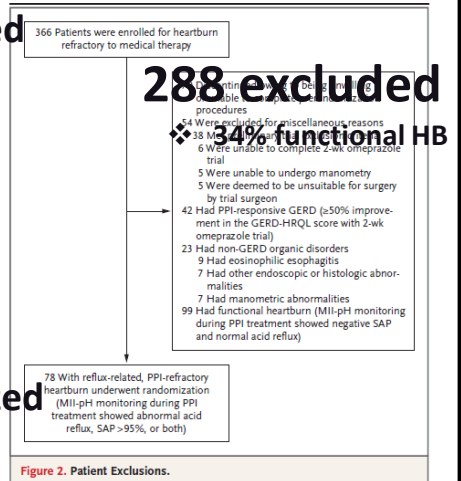 ed
366 Patients were enrolled for heartburn
refractory to medical therapy
288 excluded
❖ 34% functional HB
procedures
54 Were excluded for miscellaneous reasons
38 Met
6 Were unable to complete 2-wk omeprazole
trial
5 Were unable to undergo manometry
5 Were deemed to be unsuitable for surgery
by trial surgeon
42 Had PPI-responsive GERD (≥50% improve-
ment in the GERD-HRQL score with 2-wk
omeprazole trial)
23 Had non-GERD organic disorders
9 Had eosinophilic esophagitis
7 Had other endoscopic or histologic abnor-
malities
7 Had manometric abnormalities
99 Had functional heartburn (MII-pH monitoring
during PPI treatment showed negative SAP
and normal acid reflux)
ed
78 With reflux-related, PPI-refractory
heartburn underwent randomization
(MII-pH monitoring during PPI
treatment showed abnormal acid
reflux, SAP >95%, or both)
Figure 2. Patient Exclusions.